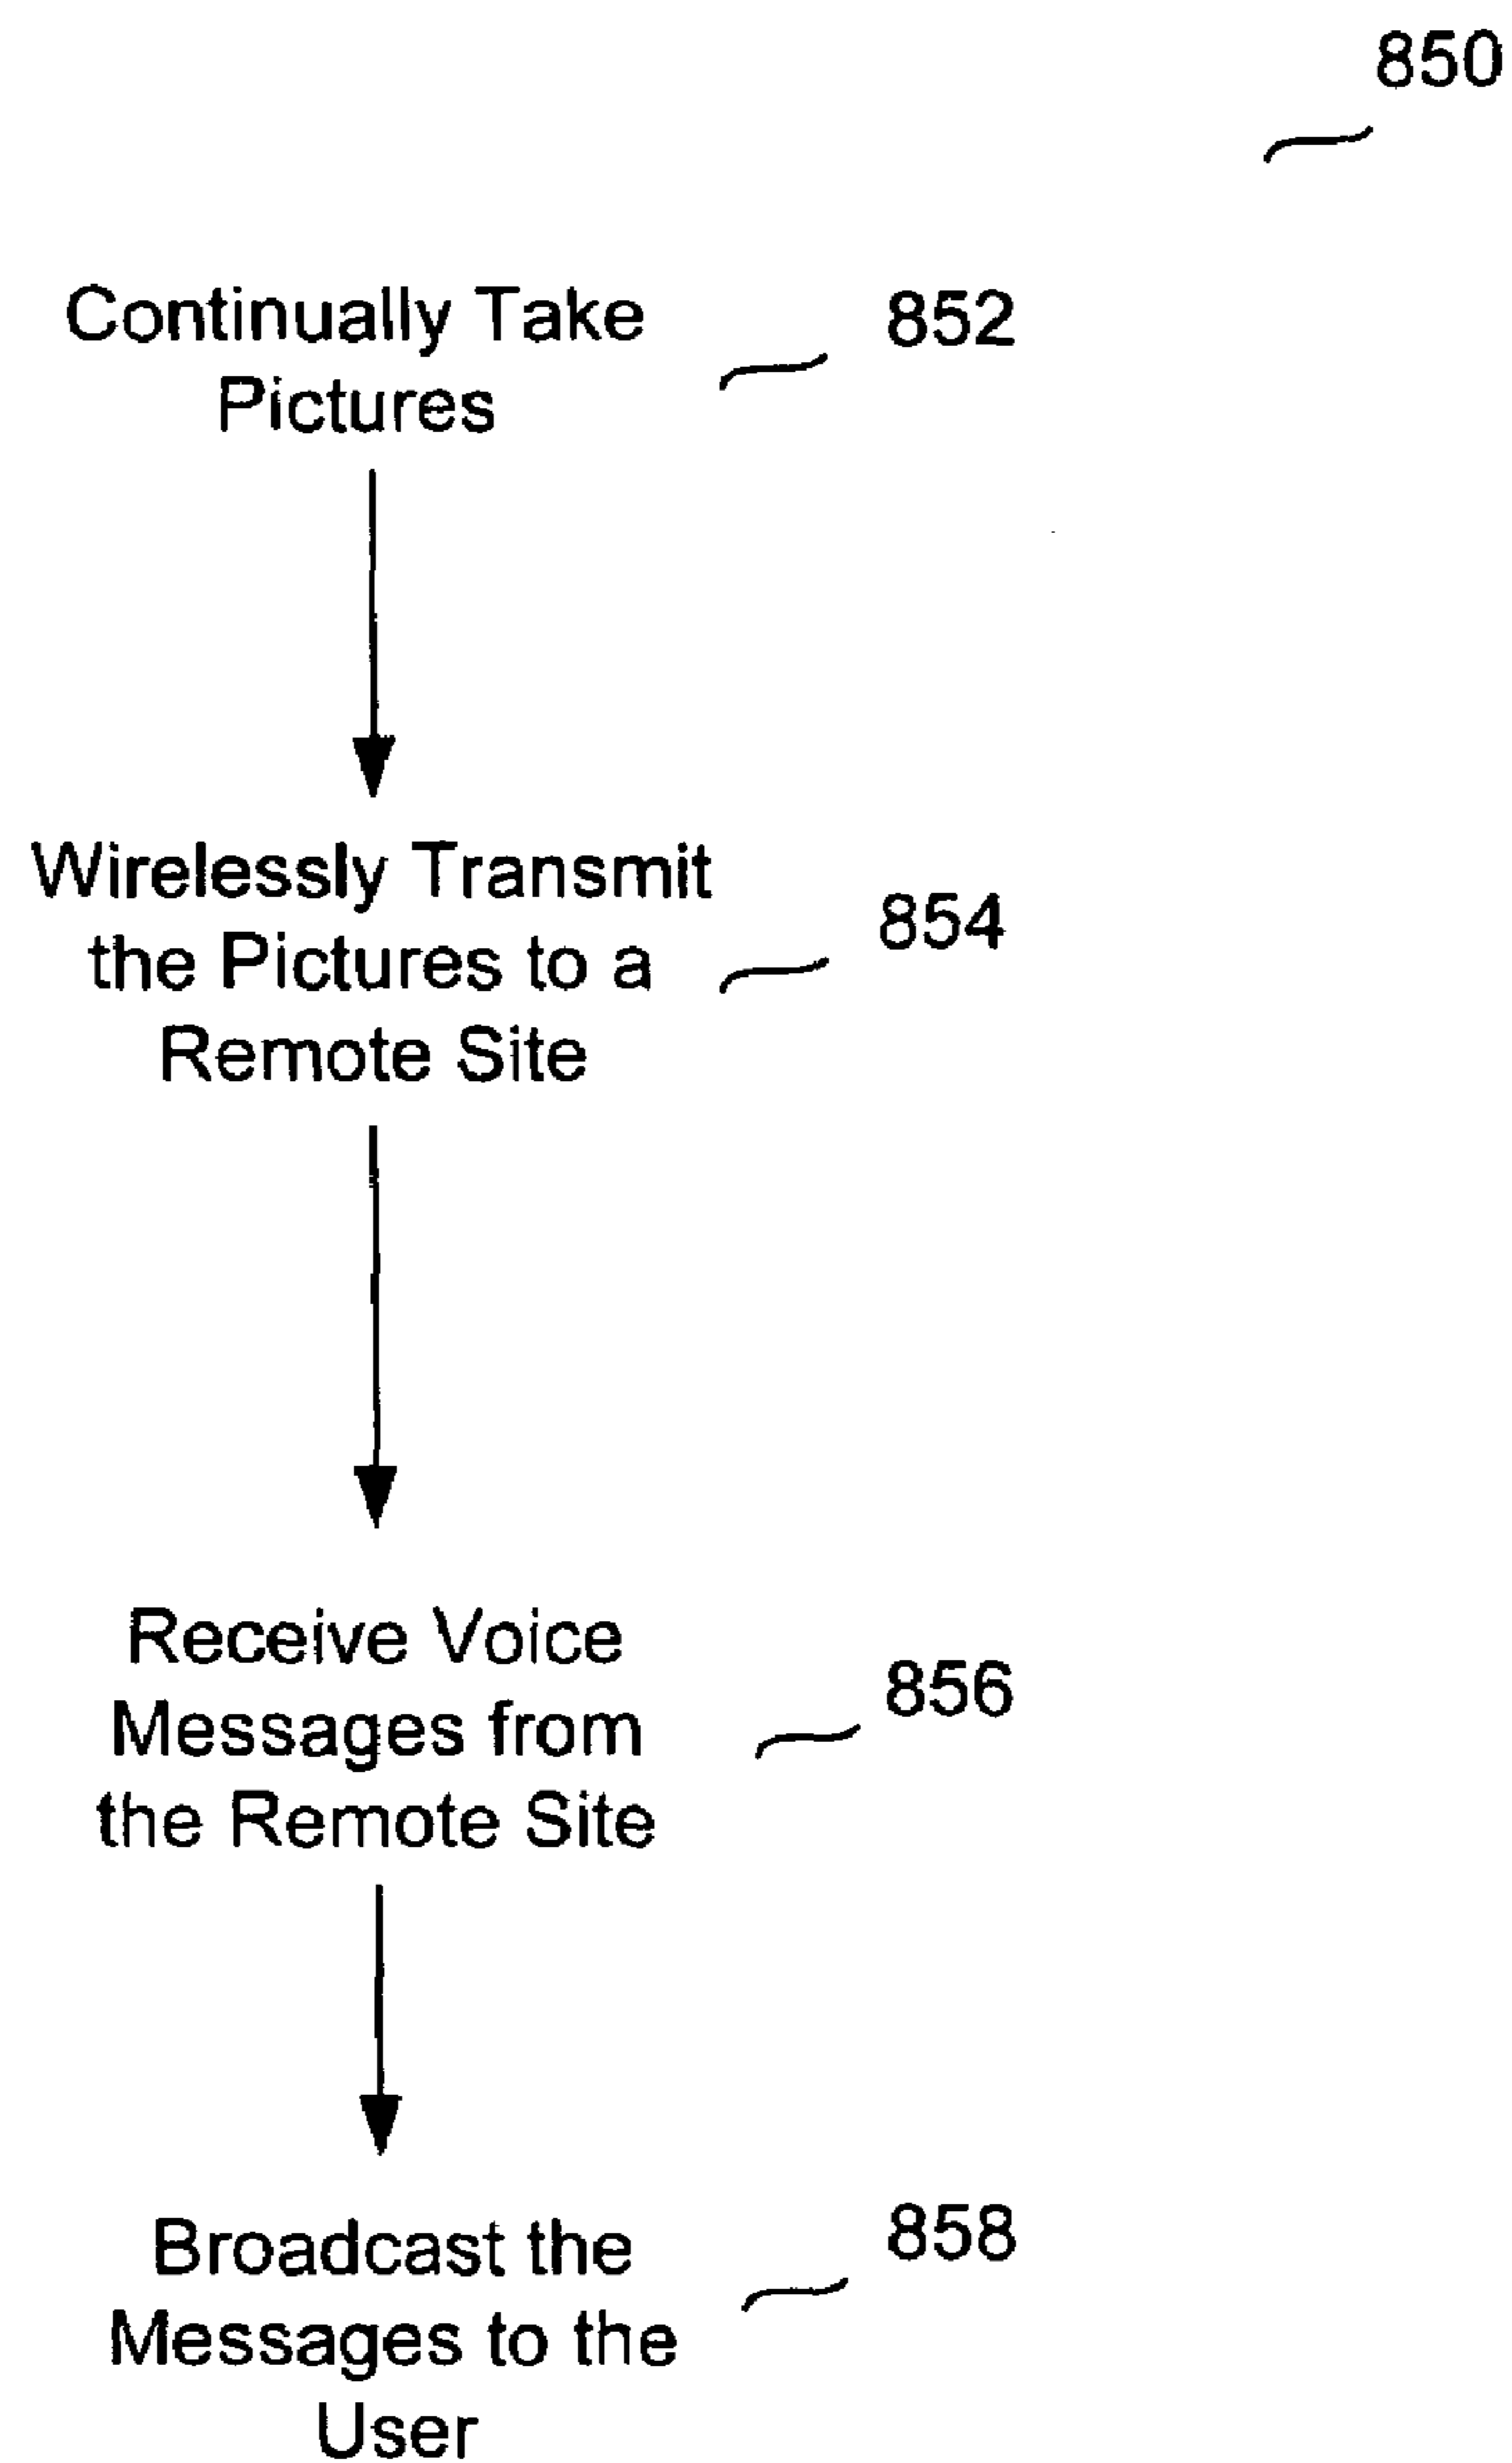 850
Continually Take
Pictures
852
Wirelessly Transmit
the Pictures to a
Remote Site
854
Receive Voice
Messages from
the Remote Site
856
Broadcast the
Messages to the
User
858